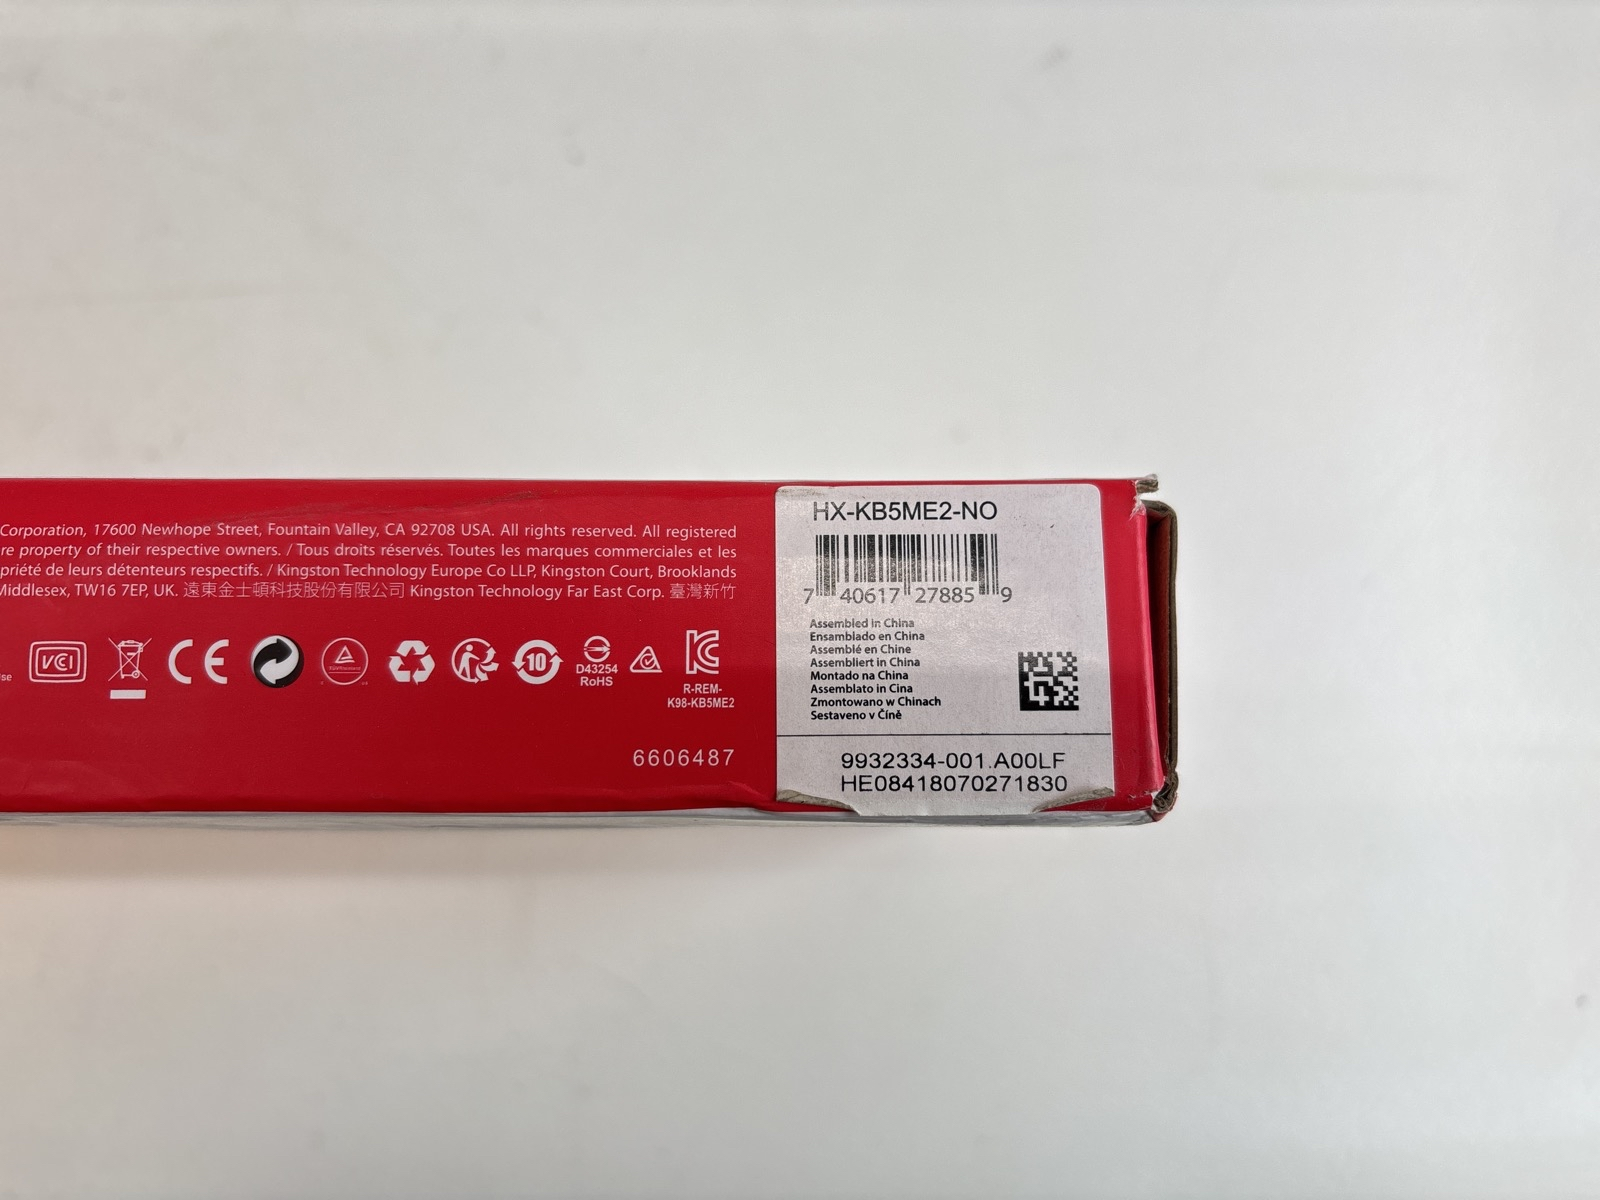 Corporation, 17600 Newhope Street, Fountain Valley, CA 92708 USA. All rights reserved. All registered
re property of their respective owners. / Tous droits réservés. Toutes les marques commerciales et les
priété de leurs détenteurs respectifs. / Kingston Technology Europe Co LLP, Kingston Court, Brooklands
Middlesex, TW16 7EP, UK. 遠東金士頓科技股份有限公司 Kingston Technology Far East Corp. 臺灣新竹
se
VCI
CE
10
D43254
RoHS
R-REM-
K98-KB5ME2
6606487
HX-KB5ME2-NO
7 40617 27885 9
Assembled in China
Ensamblado en China
Assemblé en Chine
Assembliert in China
Montado na China
Assemblato in Cina
Zmontowano w Chinach
Sestaveno v Číně
9932334-001.A00LF
HE08418070271830